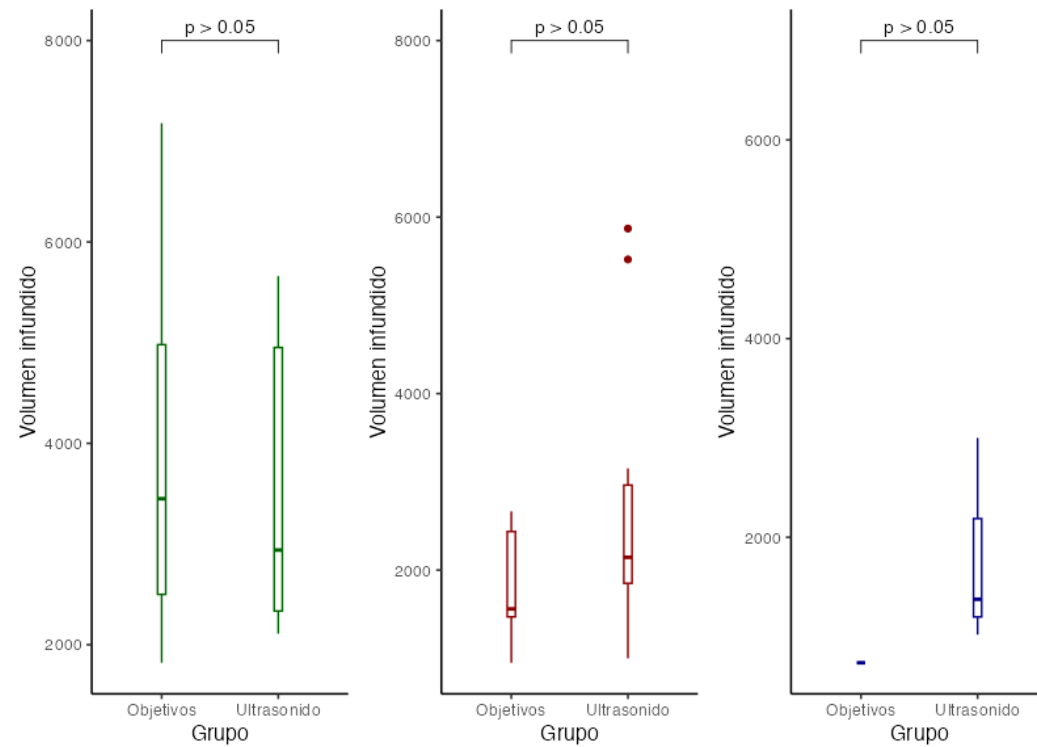 p > 0.05
8000
6000
4000
2000
Volumen infundido
Objetivos Ultrasonido
Grupo
p > 0.05
8000
6000
4000
2000
Volumen infundido
Objetivos Ultrasonido
Grupo
p > 0.05
6000
4000
2000
Volumen infundido
Objetivos Ultrasonido
Grupo